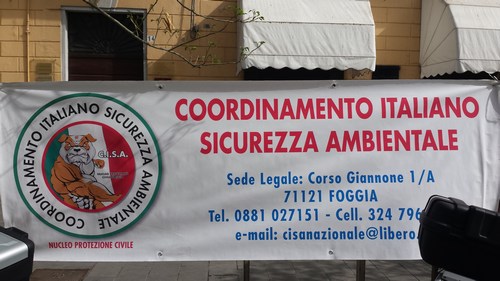 COORDINAMENTO ITALIANO SICUREZZA AMBIENTALE
C.I.S.A.
NUCLEO PROTEZIONE CIVILE
COORDINAMENTO ITALIANO
SICUREZZA AMBIENTALE
Sede Legale: Corso Giannone 1/A
71121 FOGGIA
Tel. 0881 027151 - Cell. 324 796
e-mail: cisanazionale@libero.
14